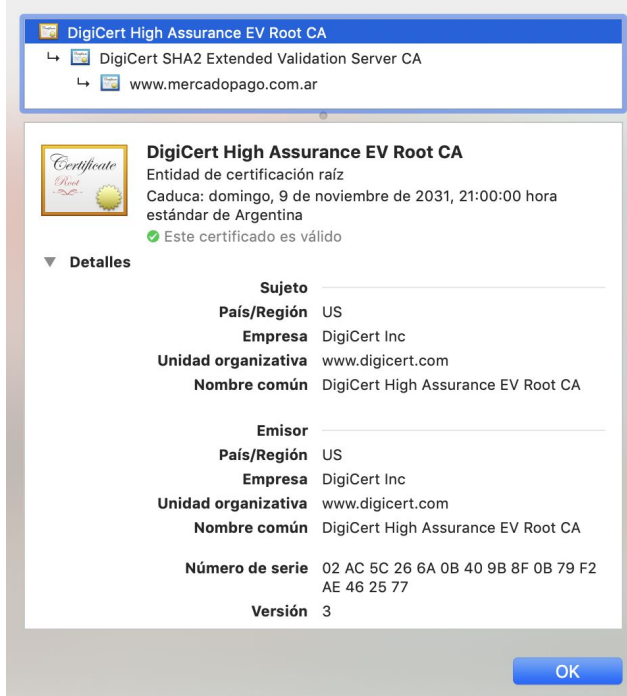 DigiCert High Assurance EV Root CA
↳ DigiCert SHA2 Extended Validation Server CA
↳ www.mercadopago.com.ar
Certificate
Root
DigiCert High Assurance EV Root CA
Entidad de certificación raíz
Caduca: domingo, 9 de noviembre de 2031, 21:00:00 hora
estándar de Argentina
Este certificado es válido
Detalles
Sujeto
País/Región US
Empresa DigiCert Inc
Unidad organizativa www.digicert.com
Nombre común DigiCert High Assurance EV Root CA
Emisor
País/Región US
Empresa DigiCert Inc
Unidad organizativa www.digicert.com
Nombre común DigiCert High Assurance EV Root CA
Número de serie 02 AC 5C 26 6A 0B 40 9B 8F 0B 79 F2
AE 46 25 77
Versión 3
OK